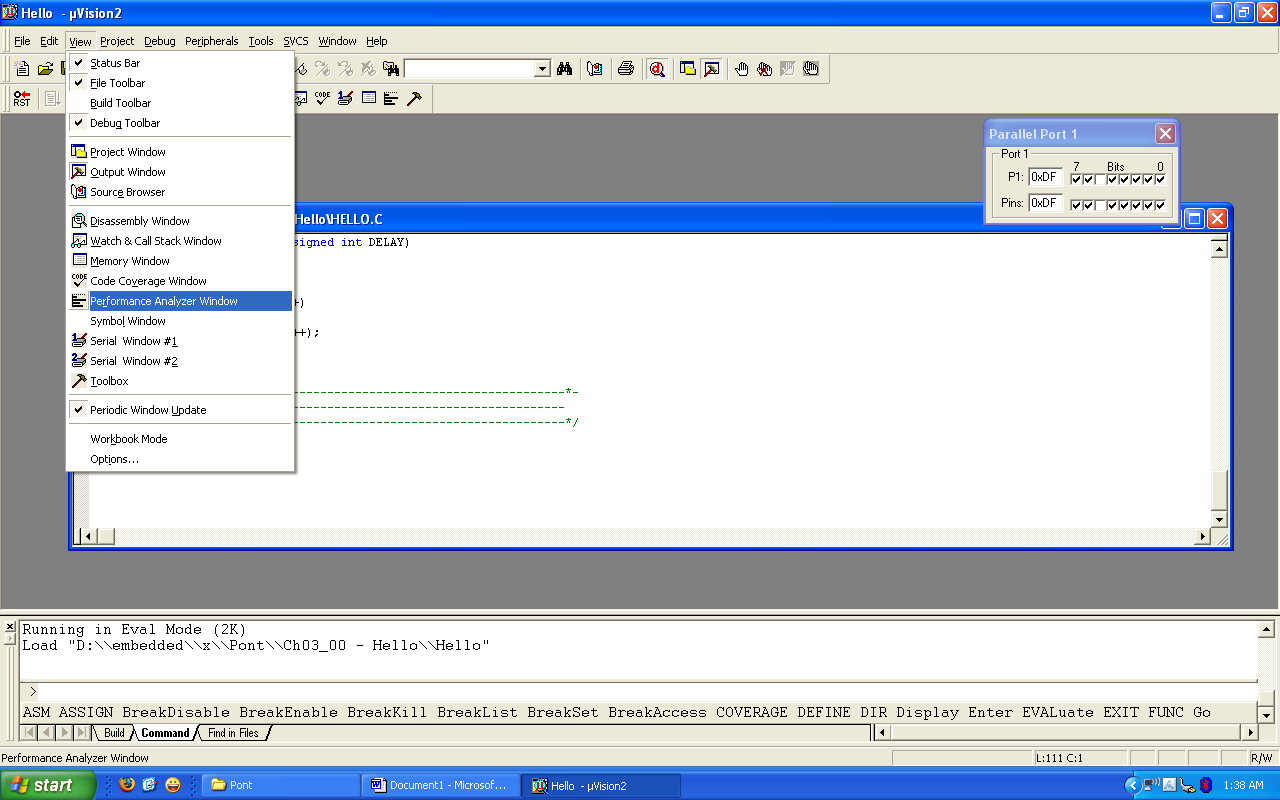 Hello - µVision2
File Edit View Project Debug Peripherals Tools SVCS Window Help
Status Bar
File Toolbar
Build Toolbar
Debug Toolbar
Project Window
Output Window
Source Browser
Disassembly Window
Watch & Call Stack Window
Memory Window
Code Coverage Window
Performance Analyzer Window
Symbol Window
Serial Window #1
Serial Window #2
Toolbox
Periodic Window Update
Workbook Mode
Options...
RST
CODE
CODE
Parallel Port 1
Port 1
7 Bits 0
P1: 0xDF
Pins: 0xDF
Hello\HELLO.C
signed int DELAY)
+)
++);
------------------------------------*-
------------------------------------
------------------------------------*/
Running in Eval Mode (2K)
Load "D:\\embedded\\x\\Pont\\Ch03_00 - Hello\\Hello"
>
ASM ASSIGN BreakDisable BreakEnable BreakKill BreakList BreakSet BreakAccess COVERAGE DEFINE DIR Display Enter EVALuate EXIT FUNC Go
Build Command Find in Files
Performance Analyzer Window
L:111 C:1
R/W
start
Pont
Document1 - Microsof...
Hello - µVision2
1:38 AM